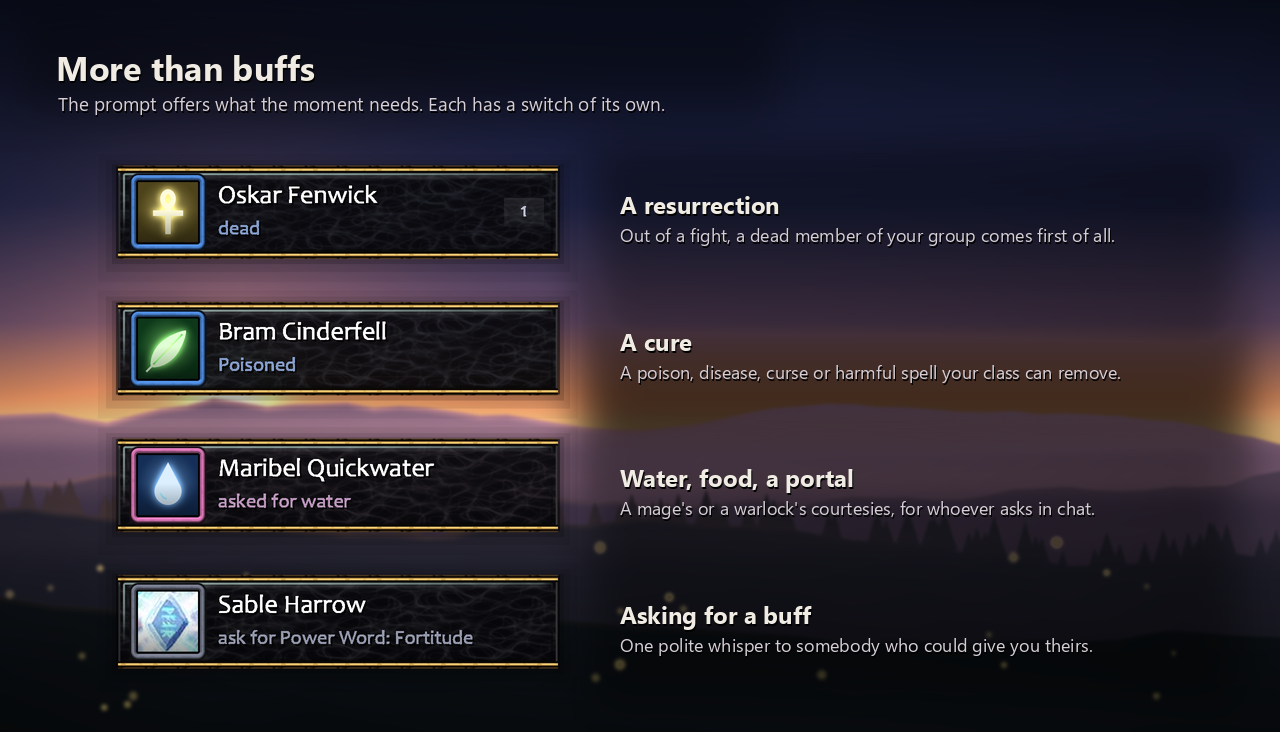 More than buffs
The prompt offers what the moment needs. Each has a switch of its own.
Oskar Fenwick
dead
1
A resurrection
Out of a fight, a dead member of your group comes first of all.
Bram Cinderfell
Poisoned
A cure
A poison, disease, curse or harmful spell your class can remove.
Maribel Quickwater
asked for water
Water, food, a portal
A mage's or a warlock's courtesies, for whoever asks in chat.
Sable Harrow
ask for Power Word: Fortitude
Asking for a buff
One polite whisper to somebody who could give you theirs.